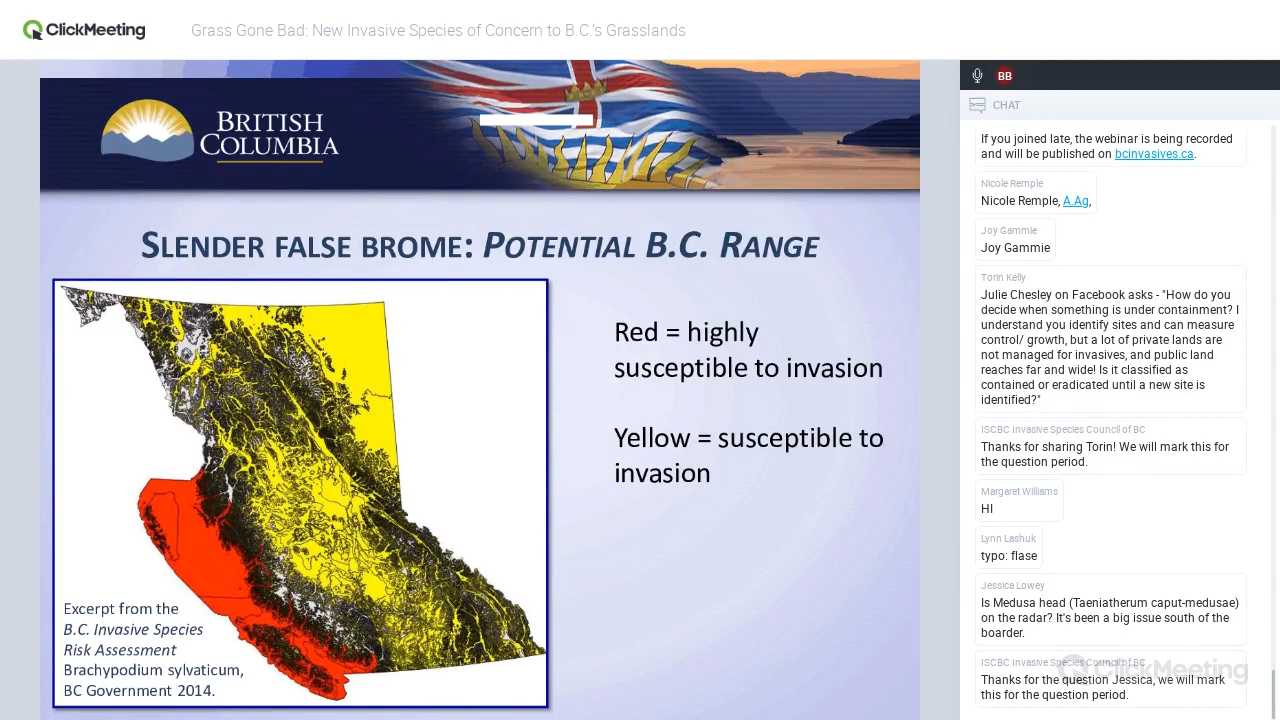 ClickMeeting
Grass Gone Bad: New Invasive Species of Concern to B.C.'s Grasslands
BRITISH
COLUMBIA
SLENDER FALSE BROME: POTENTIAL B.C. RANGE
Red = highly
susceptible to invasion
Yellow = susceptible to
invasion
Excerpt from the
B.C. Invasive Species
Risk Assessment
Brachypodium sylvaticum,
BC Government 2014.
BB
CHAT
If you joined late, the webinar is being recorded
and will be published on bcinvasives.ca.
Nicole Remple
Nicole Remple, A.Ag,
Joy Gammie
Joy Gammie
Torin Kelly
Julie Chesley on Facebook asks - "How do you
decide when something is under containment? I
understand you identify sites and can measure
control/ growth, but a lot of private lands are
not managed for invasives, and public land
reaches far and wide! Is it classified as
contained or eradicated until a new site is
identified?"
ISCBC Invasive Species Council of BC
Thanks for sharing Torin! We will mark this for
the question period.
Margaret Williams
HI
Lynn Lashuk
typo: flase
Jessica Lowey
Is Medusa head (Taeniatherum caput-medusae)
on the radar? It's been a big issue south of the
boarder.
ISCBC Invasive Species Council of BC
Thanks for the question Jessica, we will mark
this for the question period.
ClickMeeting